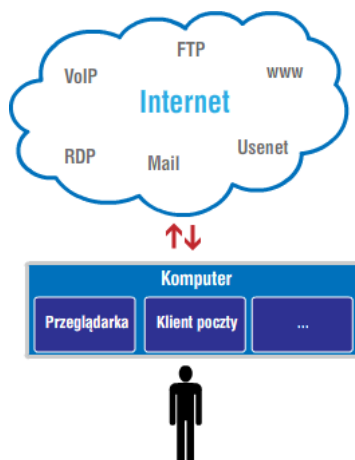 FTP
VoIP
www
Internet
RDP
Mail
Usenet
Komputer
Przeglądarka
Klient poczty
...